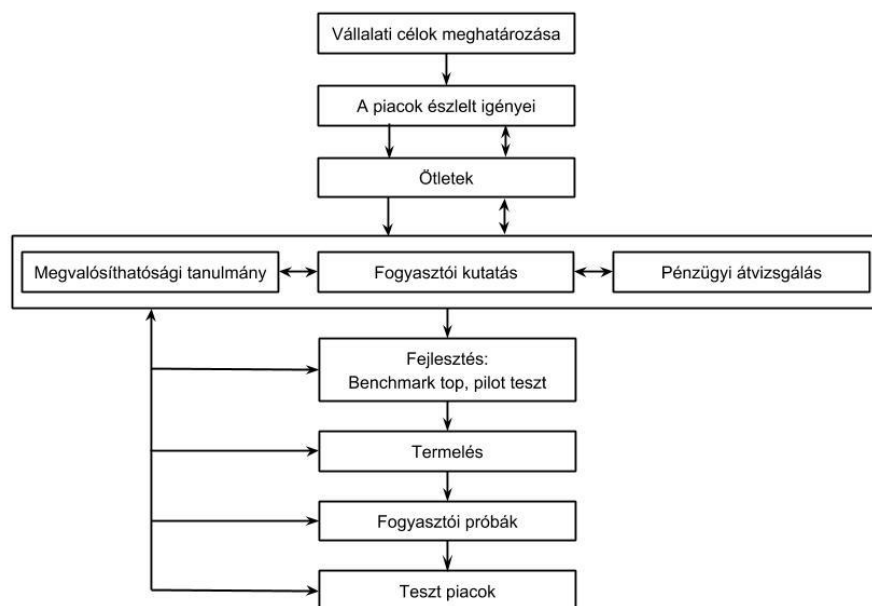 Vállalati célok meghatározása
A piacok észlelt igényei
Ötletek
Megvalósíthatósági tanulmány
Fogyasztói kutatás
Pénzügyi átvizsgálás
Fejlesztés:
Benchmark top, pilot teszt
Termelés
Fogyasztói próbák
Teszt piacok